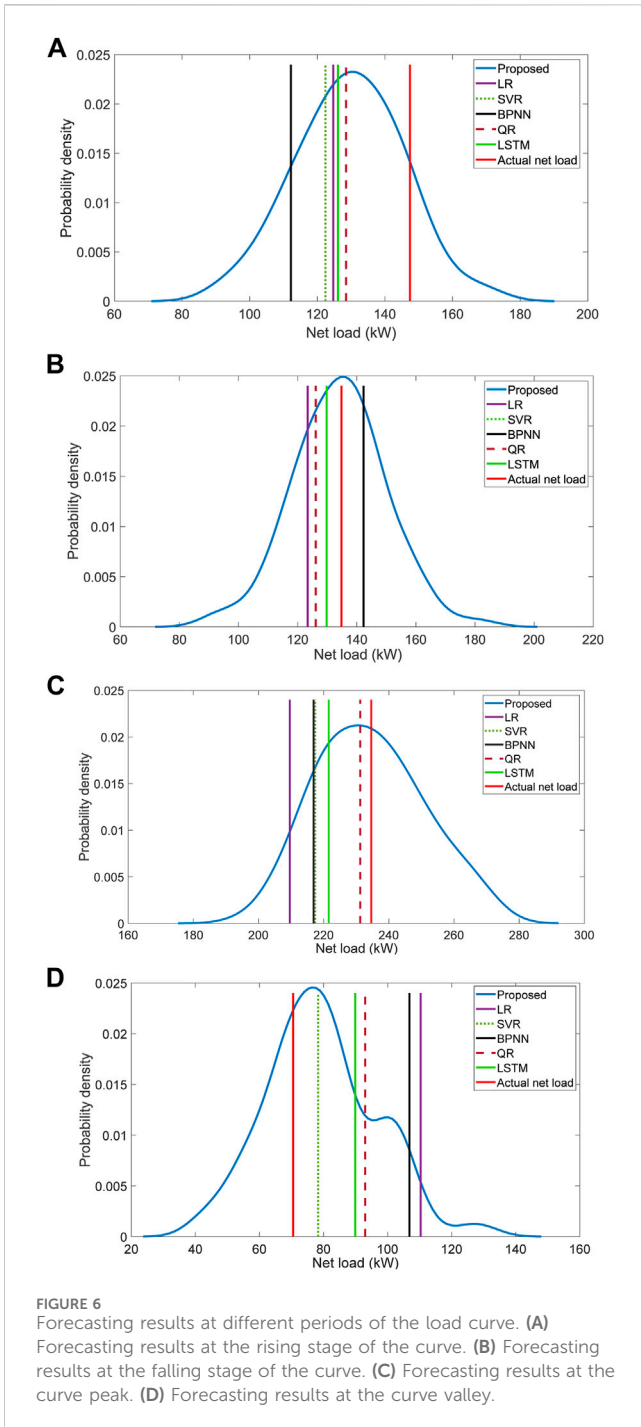 A
0.025
0.02
0.015
0.01
0.005
0
Probability density
60 80 100 120 140 160 180 200
Net load (kW)
Proposed
LR
SVR
BPNN
QR
LSTM
Actual net load
B
0.025
0.02
0.015
0.01
0.005
0
Probability density
60 80 100 120 140 160 180 200 220
Net load (kW)
Proposed
LR
SVR
BPNN
QR
LSTM
Actual net load
C
0.025
0.02
0.015
0.01
0.005
0
Probability density
160 180 200 220 240 260 280 300
Net load (kW)
Proposed
LR
SVR
BPNN
QR
LSTM
Actual net load
D
0.025
0.02
0.015
0.01
0.005
0
Probability density
20 40 60 80 100 120 140 160
Net load (kW)
Proposed
LR
SVR
BPNN
QR
LSTM
Actual net load
FIGURE 6
Forecasting results at different periods of the load curve. (A)
Forecasting results at the rising stage of the curve. (B) Forecasting
results at the falling stage of the curve. (C) Forecasting results at the
curve peak. (D) Forecasting results at the curve valley.